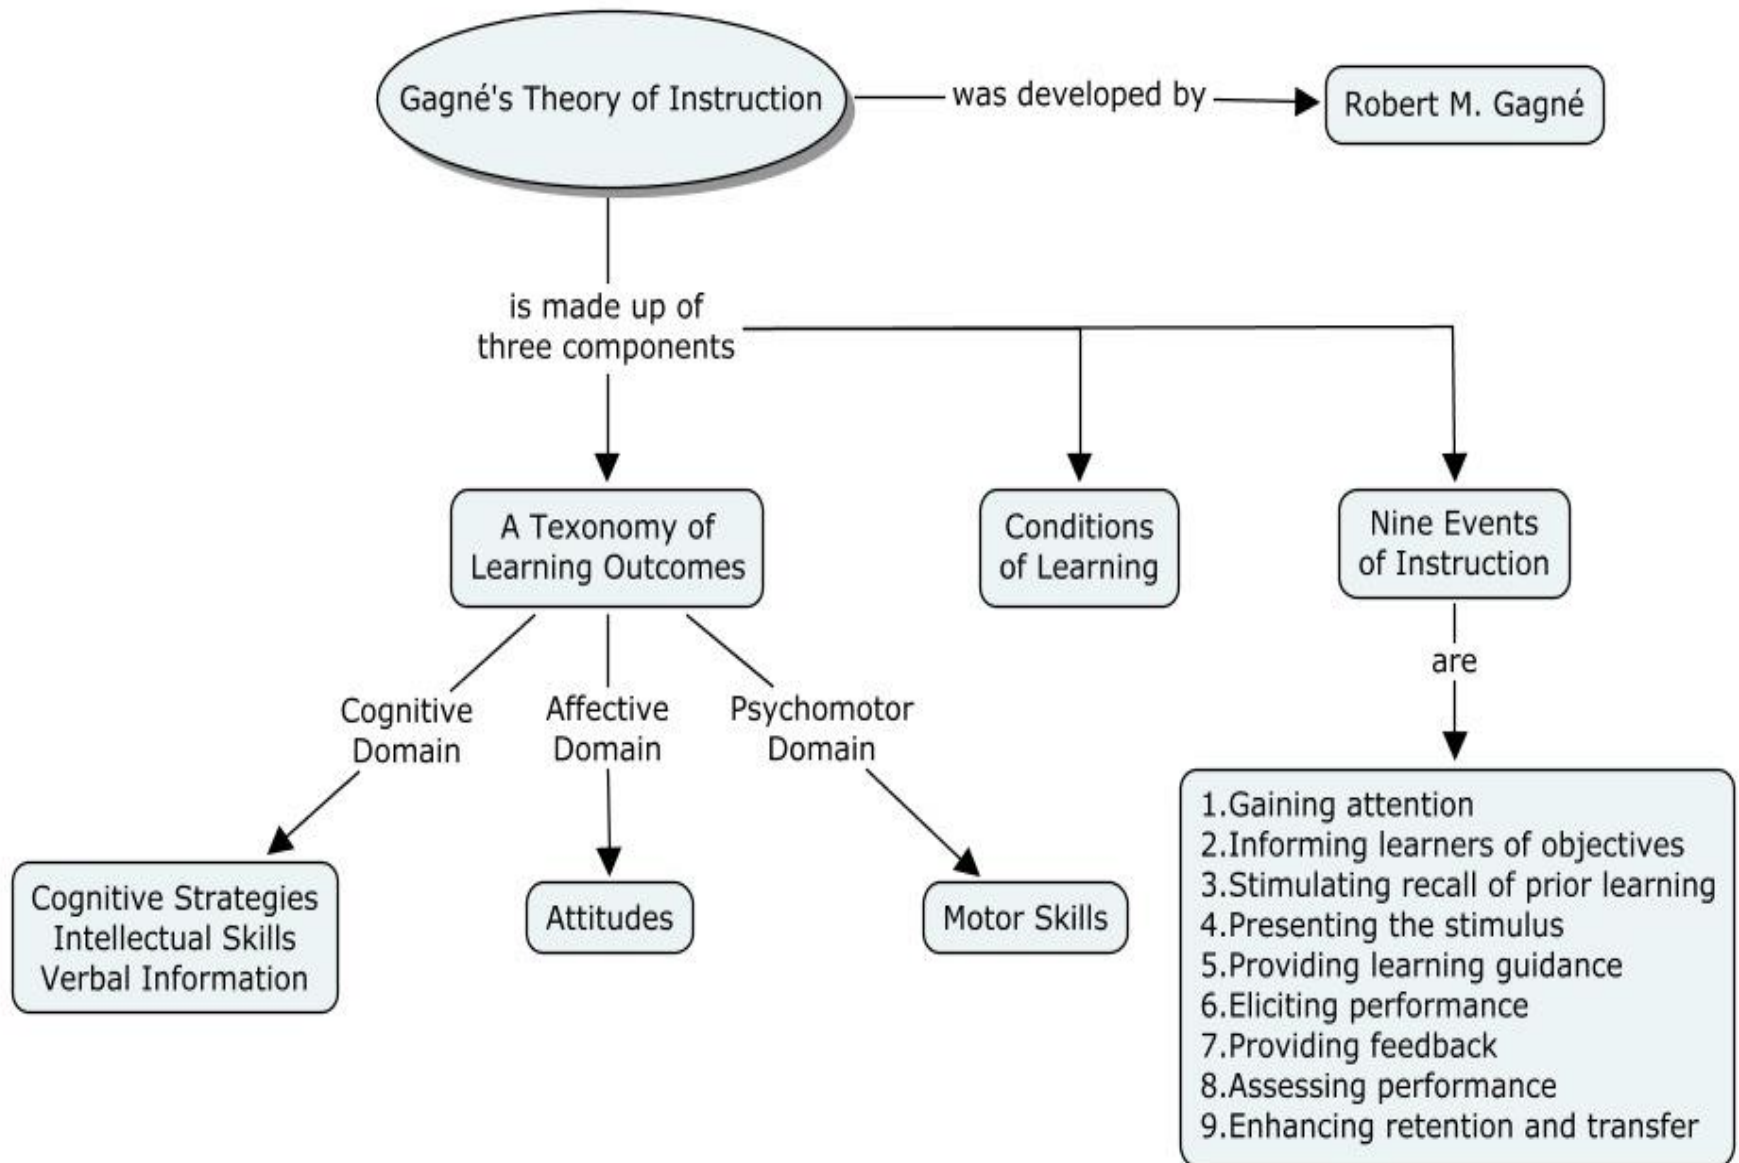 Gagné's Theory of Instruction
was developed by
Robert M. Gagné
is made up of
three components
A Texonomy of
Learning Outcomes
Conditions
of Learning
Nine Events
of Instruction
are
Cognitive
Domain
Affective
Domain
Psychomotor
Domain
Cognitive Strategies
Intellectual Skills
Verbal Information
Attitudes
Motor Skills
1.Gaining attention
2.Informing learners of objectives
3.Stimulating recall of prior learning
4.Presenting the stimulus
5.Providing learning guidance
6.Eliciting performance
7.Providing feedback
8.Assessing performance
9.Enhancing retention and transfer